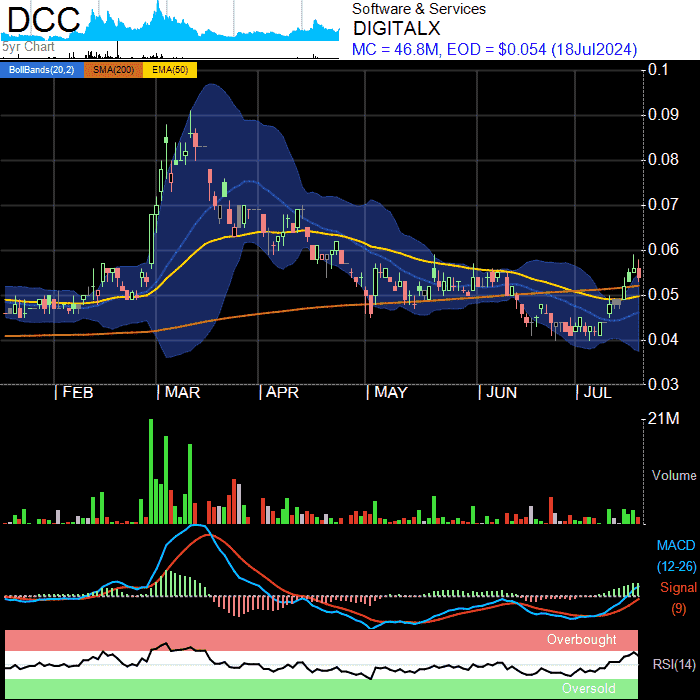 DCC
5yr Chart
Software & Services
DIGITALX
MC = 46.8M, EOD = $0.054 (18Jul2024)
BollBands(20,2) SMA(200) EMA(50)
0.1
0.09
0.08
0.07
0.06
0.05
0.04
0.03
FEB MAR APR MAY JUN JUL
21M
Volume
MACD
(12-26)
Signal
(9)
Overbought
RSI(14)
Oversold